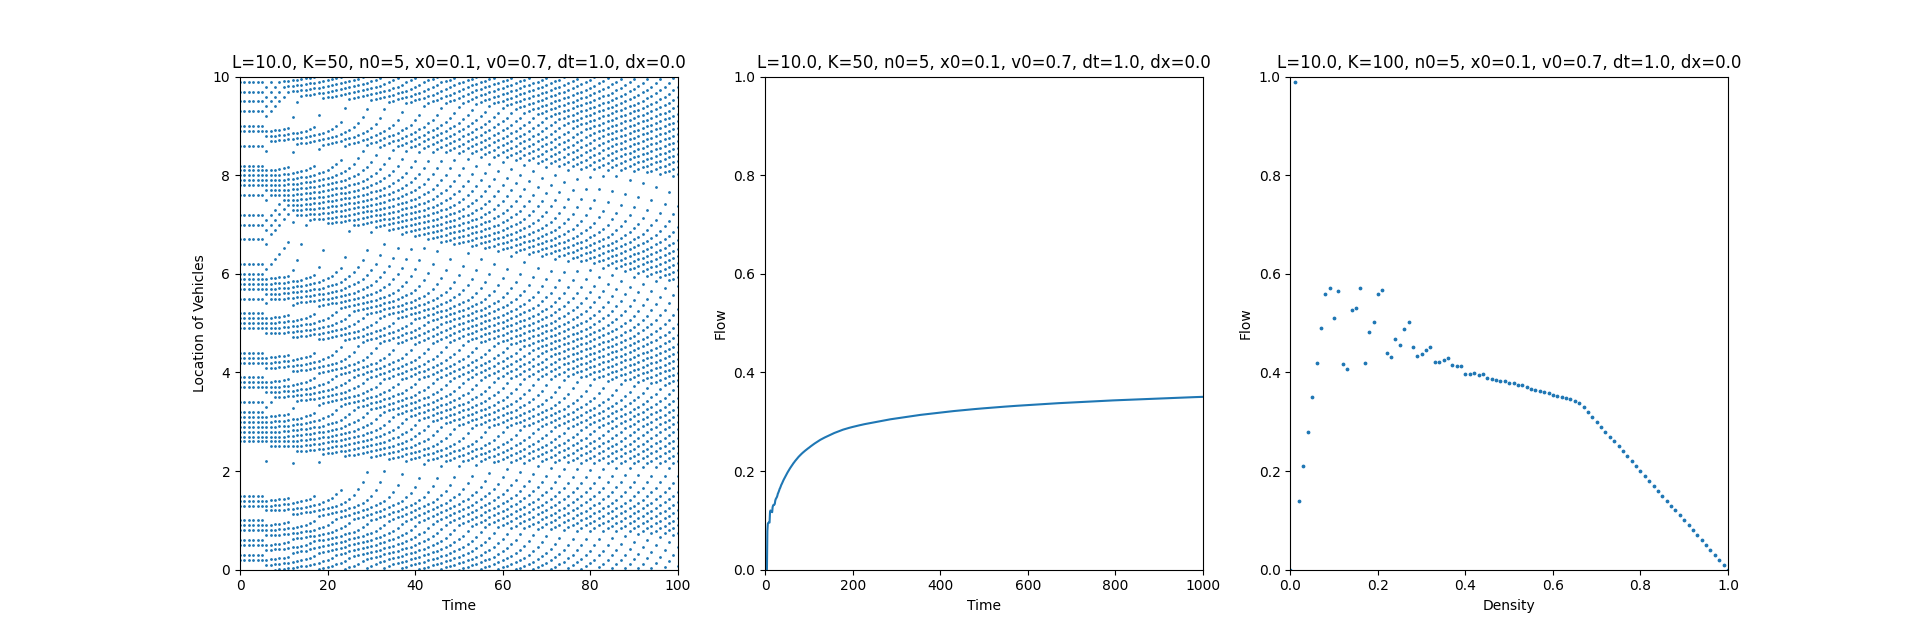 L=10.0, K=50, n0=5, x0=0.1, v0=0.7, dt=1.0, dx=0.0
10
8
6
4
2
0
Location of Vehicles
0 20 40 60 80 100
Time
L=10.0, K=50, n0=5, x0=0.1, v0=0.7, dt=1.0, dx=0.0
1.0
0.8
0.6
0.4
0.2
0.0
Flow
0 200 400 600 800 1000
Time
L=10.0, K=100, n0=5, x0=0.1, v0=0.7, dt=1.0, dx=0.0
1.0
0.8
0.6
0.4
0.2
0.0
Flow
0.0 0.2 0.4 0.6 0.8 1.0
Density